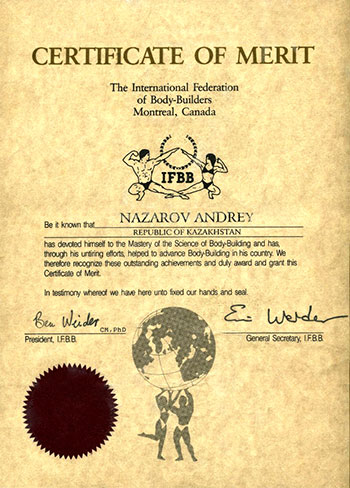 CERTIFICATE OF MERIT
The International Federation
of Body-Builders
Montreal, Canada
IFBB
Be it known that NAZAROV ANDREY
REPUBLIC OF KAZAKHSTAN
has devoted himself to the Mastery of the Science of Body-Building and has,
through his untiring efforts, helped to advance Body-Building in his country. We
therefore recognize these outstanding achievements and duly award and grant this
Certificate of Merit.
In testimony whereof we have here unto fixed our hands and seal.
Ben Weider CM, PhD
President, I.F.B.B.
General Secretary, I.F.B.B.